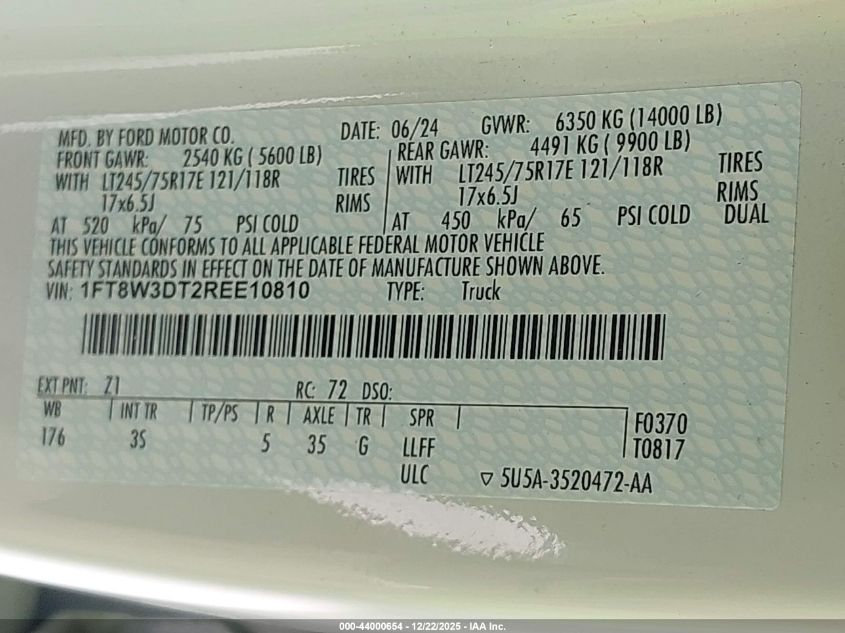 MFD. BY FORD MOTOR CO. DATE: 06/24 GVWR: 6350 KG (14000 LB)
FRONT GAWR: 2540 KG ( 5600 LB) REAR GAWR: 4491 KG ( 9900 LB)
WITH LT245/75R17E 121/118R TIRES WITH LT245/75R17E 121/118R TIRES
17x6.5J RIMS 17x6.5J RIMS
AT 520 kPa/ 75 PSI COLD AT 450 kPa/ 65 PSI COLD DUAL
THIS VEHICLE CONFORMS TO ALL APPLICABLE FEDERAL MOTOR VEHICLE
SAFETY STANDARDS IN EFFECT ON THE DATE OF MANUFACTURE SHOWN ABOVE.
VIN: 1FT8W3DT2REE10810 TYPE: Truck
EXT PNT: Z1 RC: 72 DSO:
WB INT TR TP/PS R AXLE TR SPR F0370
176 3S 5 35 G LLFF T0817
ULC 5U5A-3520472-AA
000-44000654 - 12/22/2025 - IAA Inc.